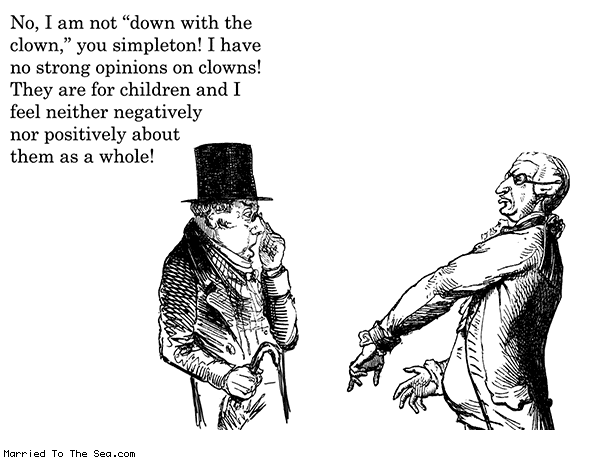 No, I am not “down with the
clown,” you simpleton! I have
no strong opinions on clowns!
They are for children and I
feel neither negatively
nor positively about
them as a whole!
Married To The Sea.com